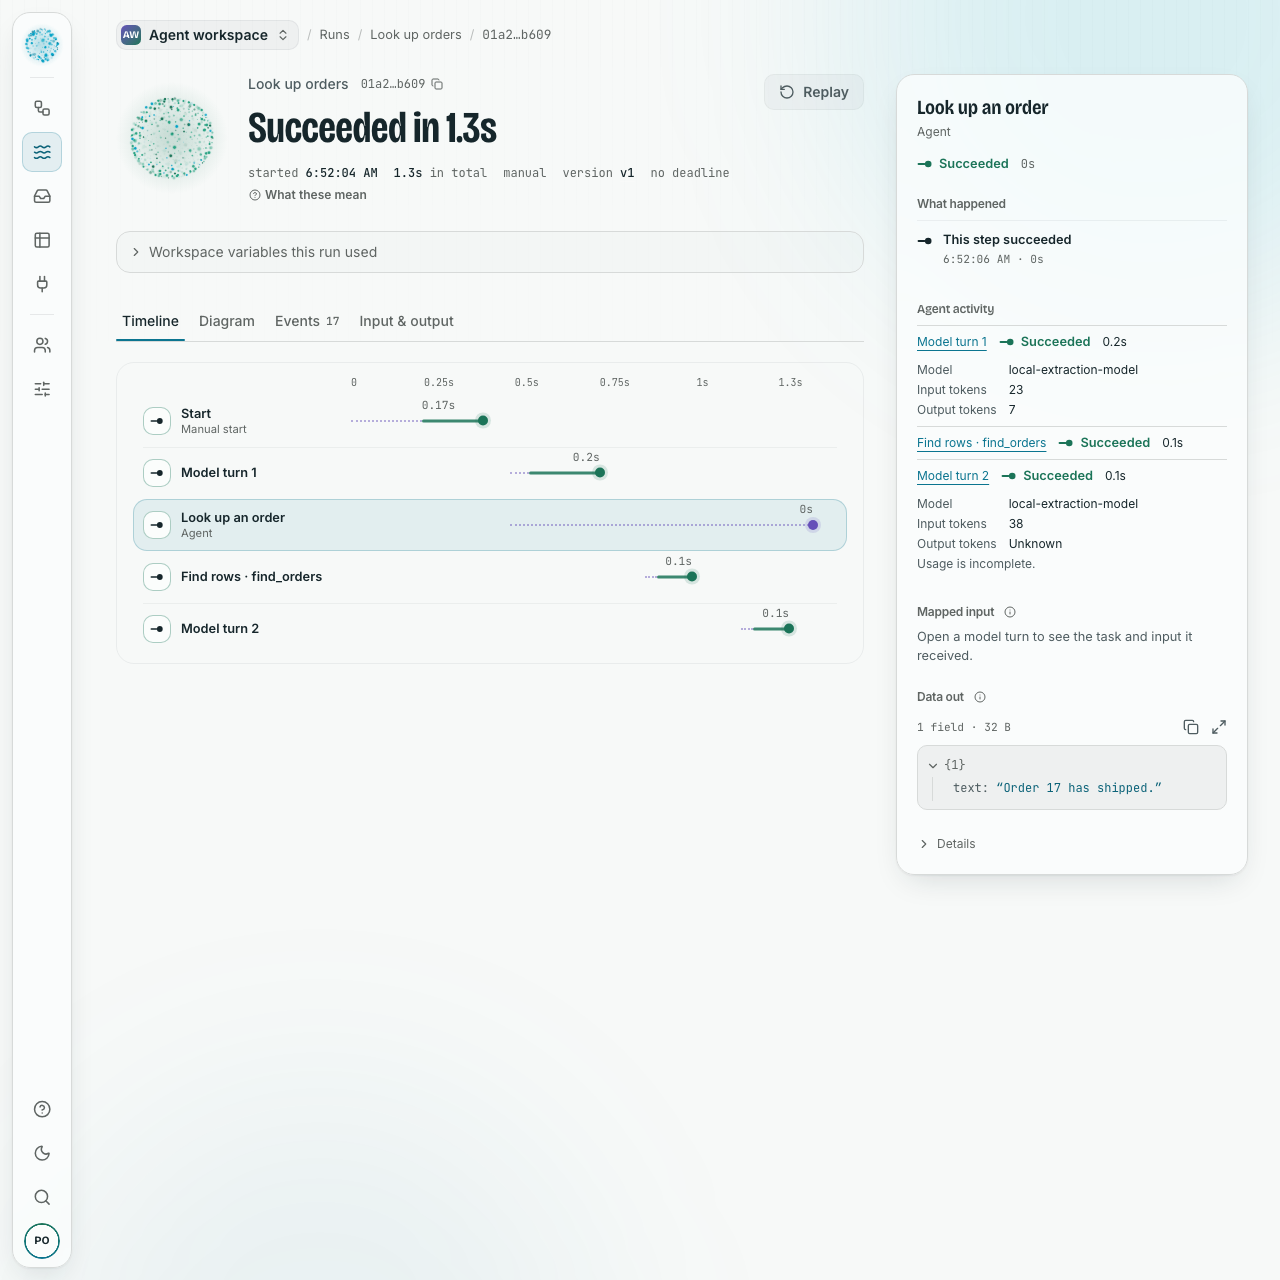 AW Agent workspace / Runs / Look up orders / 01a2…b609
Look up orders 01a2…b609
Replay
Succeeded in 1.3s
started 6:52:04 AM 1.3s in total manual version v1 no deadline
What these mean
Workspace variables this run used
Timeline Diagram Events 17 Input & output
0 0.25s 0.5s 0.75s 1s 1.3s
Start
Manual start
0.17s
Model turn 1
0.2s
Look up an order
Agent
0s
Find rows · find_orders
0.1s
Model turn 2
0.1s
Look up an order
Agent
Succeeded 0s
What happened
This step succeeded
6:52:06 AM · 0s
Agent activity
Model turn 1 Succeeded 0.2s
Model local-extraction-model
Input tokens 23
Output tokens 7
Find rows · find_orders Succeeded 0.1s
Model turn 2 Succeeded 0.1s
Model local-extraction-model
Input tokens 38
Output tokens Unknown
Usage is incomplete.
Mapped input
Open a model turn to see the task and input it
received.
Data out
1 field · 32 B
{1}
text: “Order 17 has shipped.”
Details
PO